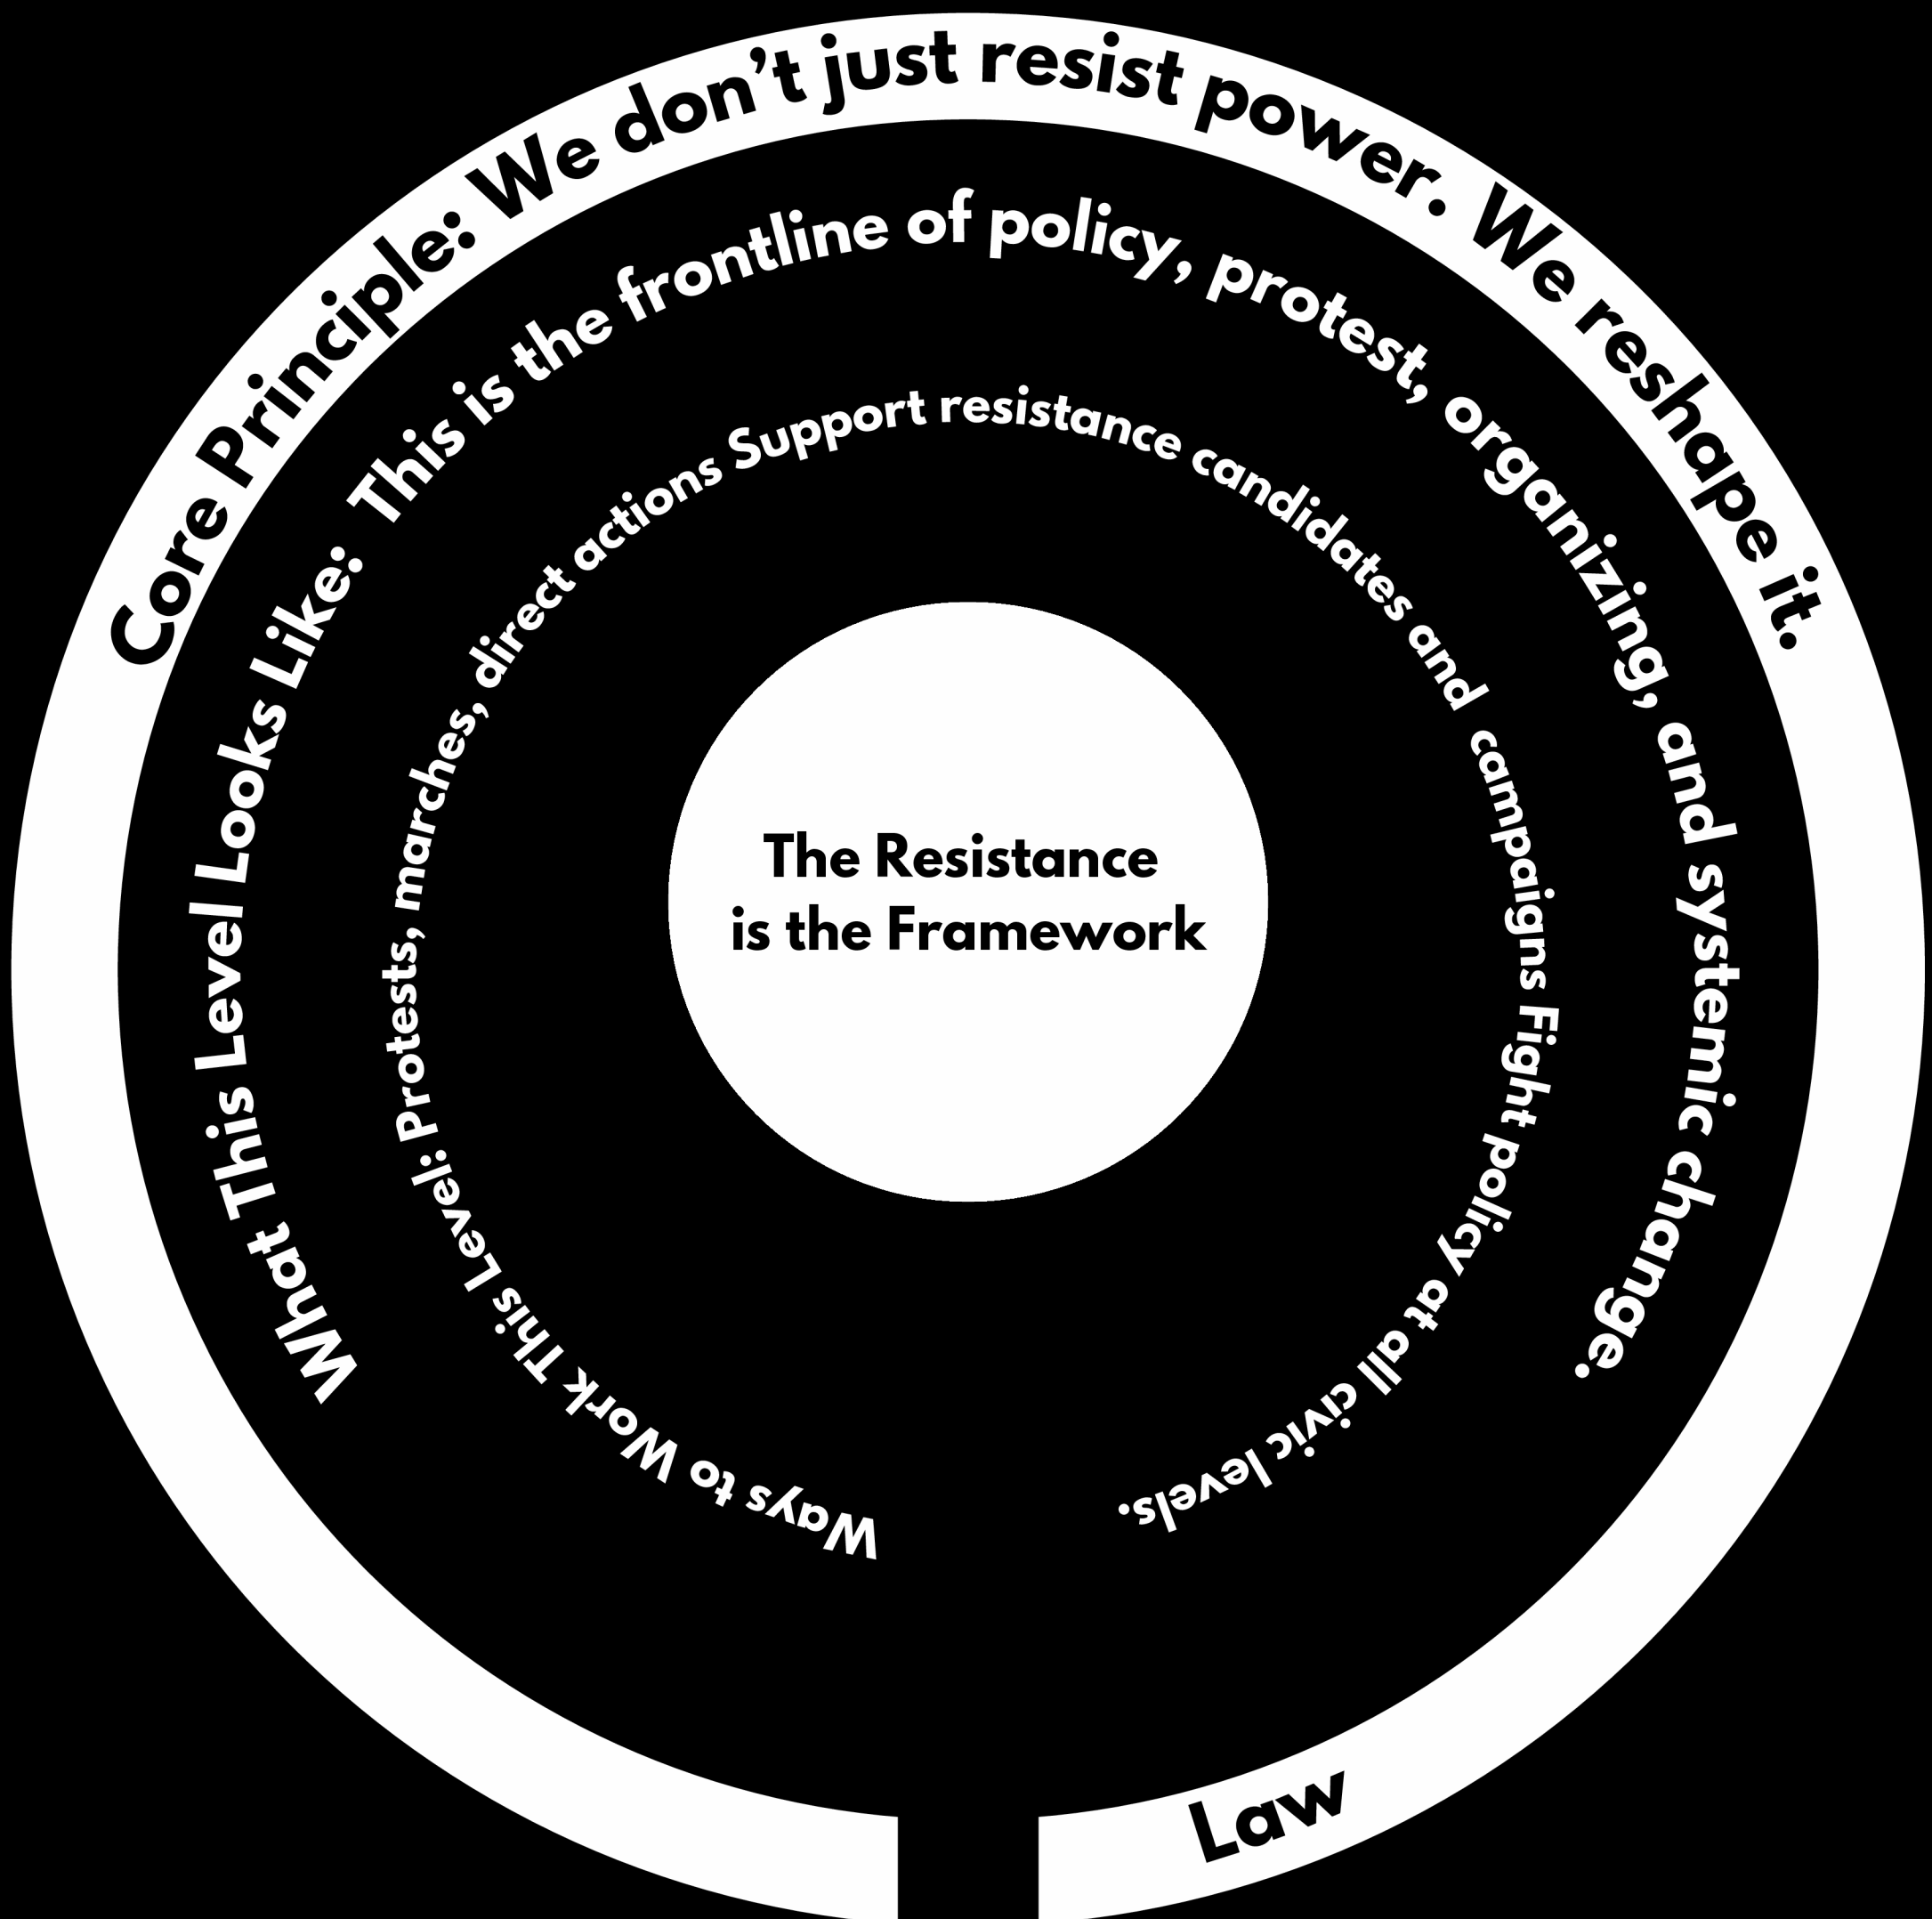 Core Principle: We don't just resist power. We reshape it.
What This Level Looks Like: This is the frontline of policy, protest, organizing, and systemic change.
Ways to Work This Level: Protests, marches, direct actions support resistance candidates and campaigns Fight policy at all civic levels.
The Resistance
is the Framework
Law